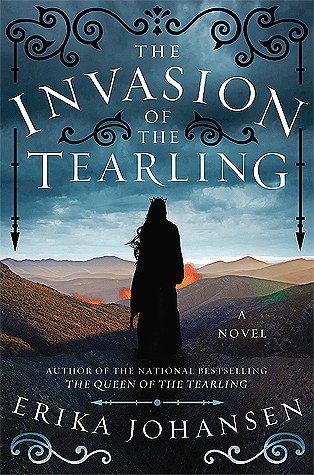 THE
INVASION
OF THE
TEARLING
A
NOVEL
AUTHOR OF THE NATIONAL BESTSELLING
THE QUEEN OF THE TEARLING
ERIKA JOHANSEN